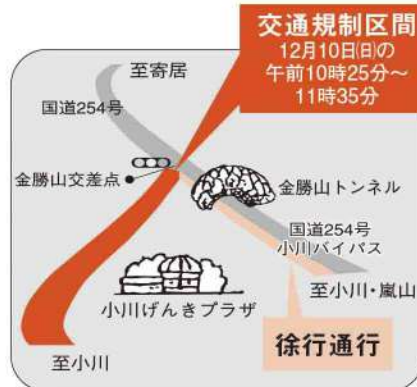 交通規制区間
12月10日㈰の
午前10時25分～
11時35分
至寄居
国道254号
金勝山交差点
金勝山トンネル
国道254号
小川バイパス
小川げんきプラザ
至小川・嵐山
徐行通行
至小川